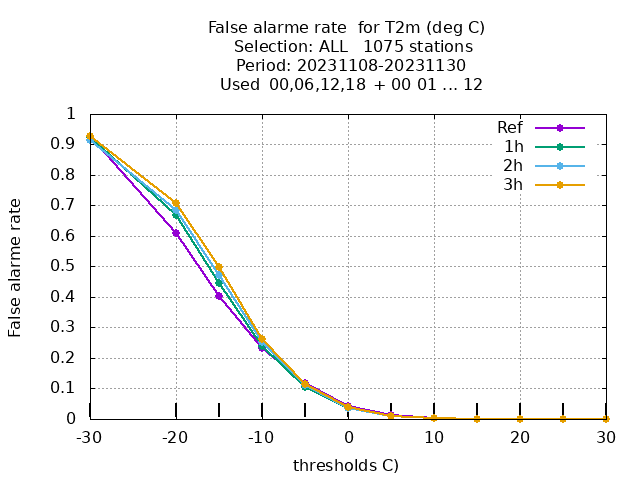 False alarme rate  for T2m (deg C)
Selection: ALL   1075 stations
Period: 20231108-20231130
Used  00,06,12,18  + 00 01 ... 12
Ref
1h
2h
3h
False alarme rate
1
0.9
0.8
0.7
0.6
0.5
0.4
0.3
0.2
0.1
0
-30 -20 -10 0 10 20 30
thresholds C)